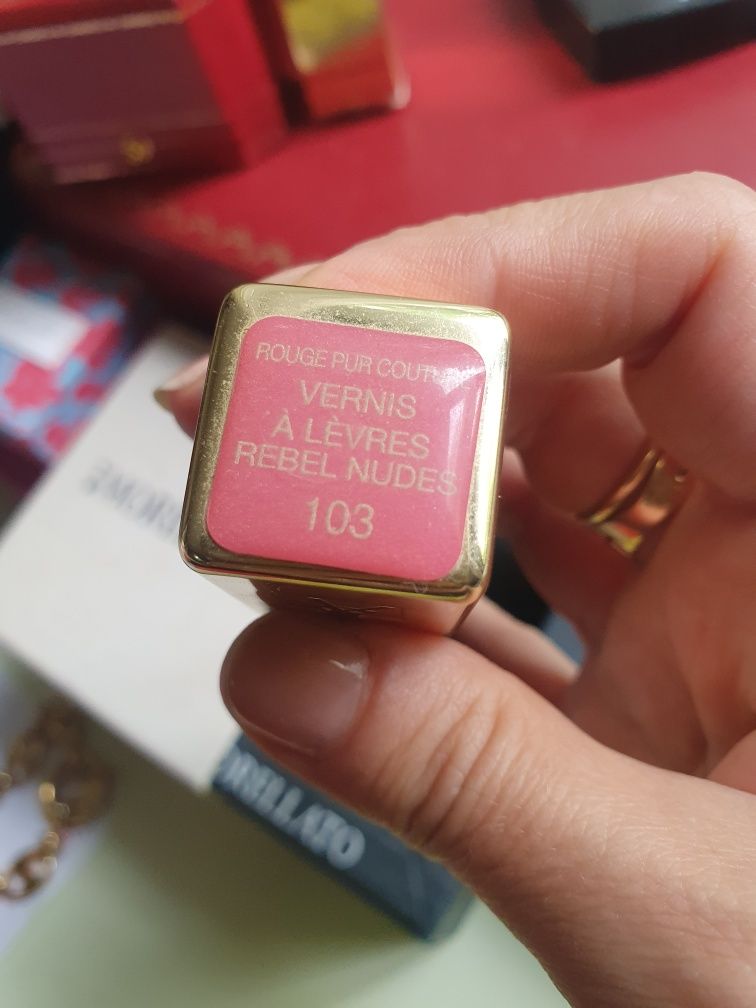 ROUGE PUR COUT
VERNIS
À LÈVRES
REBEL NUDES
103